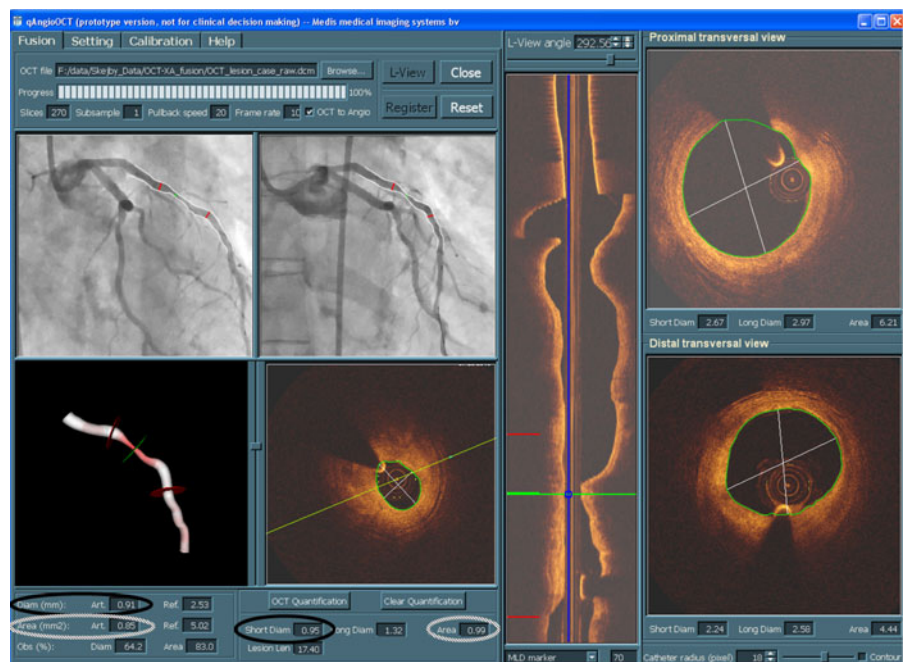 qAngioOCT (prototype version, not for clinical decision making) -- Medis medical imaging systems bv
Fusion Setting Calibration Help
OCT file F:/data/Skejby_Data/OCT-XA_fusion/OCT_lesion_case_raw.dcm Browse... L-View Close
Progress 100%
Slices 270 Subsample 1 Pullback speed 20 Frame rate OCT to Angio Register Reset
L-View angle 292.56
Proximal transversal view
Short Diam 2.67 Long Diam 2.97 Area 6.21
Distal transversal view
Short Diam 2.24 Long Diam 2.58 Area 4.44
Diam (mm): Art. 0.91 Ref. 2.53
Area (mm2): Art. 0.85 Ref. 5.02
Obs (%): Diam 64.2 Area 83.0
OCT Quantification Clear Quantification
Short Diam 0.95 Long Diam 1.32 Area 0.99
Lesion Len 17.40
MLD marker 70
Catheter radius (pixel) 18 Contour